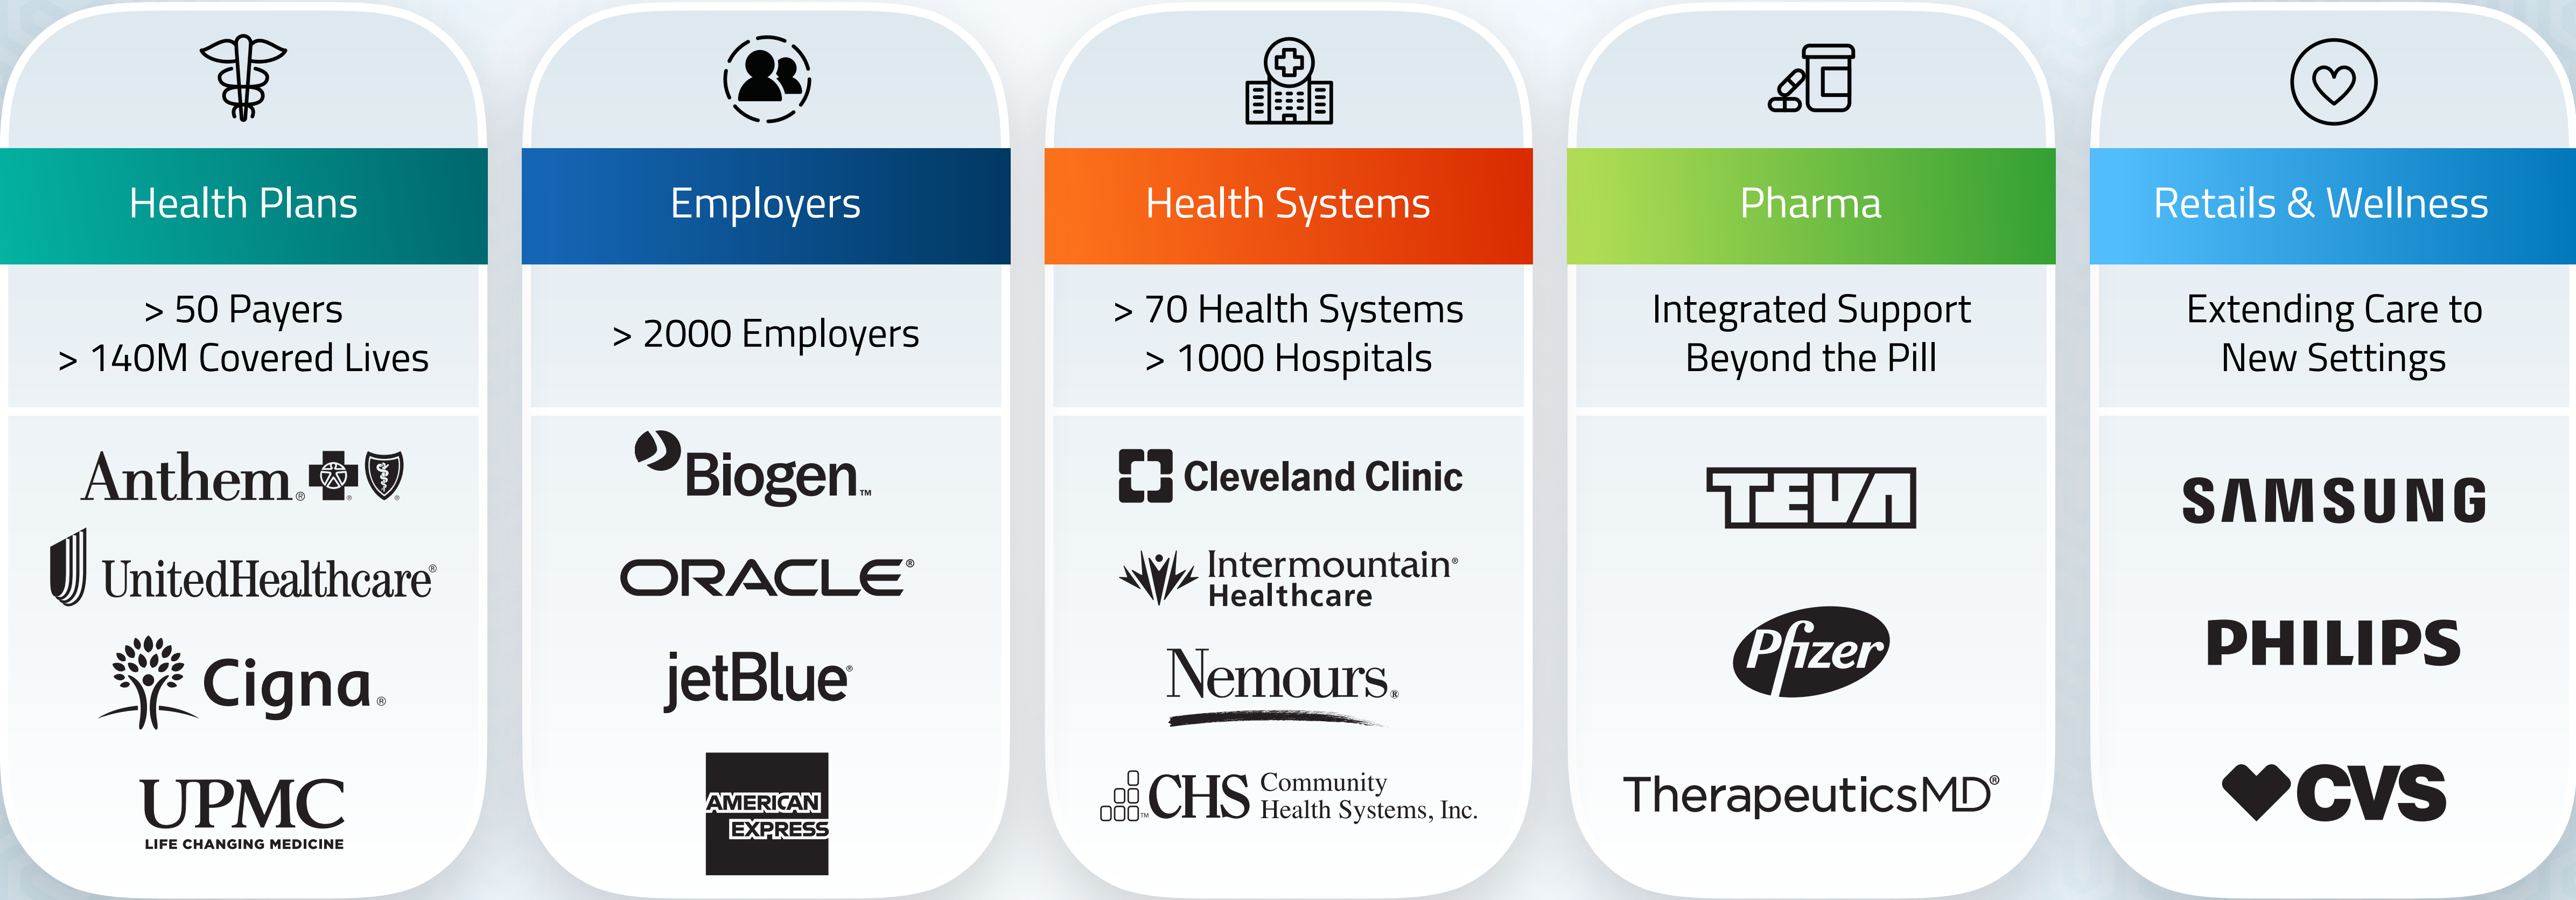 Health Plans
> 50 Payers
> 140M Covered Lives
Anthem®
UnitedHealthcare®
Cigna®
UPMC
LIFE CHANGING MEDICINE
Employers
> 2000 Employers
Biogen™
ORACLE®
jetBlue®
AMERICAN
EXPRESS
Health Systems
> 70 Health Systems
> 1000 Hospitals
Cleveland Clinic
Intermountain®
Healthcare
Nemours®
™CHS Community
Health Systems, Inc.
Pharma
Integrated Support
Beyond the Pill
TEVA
Pfizer
TherapeuticsMD®
Retails & Wellness
Extending Care to
New Settings
SAMSUNG
PHILIPS
CVS